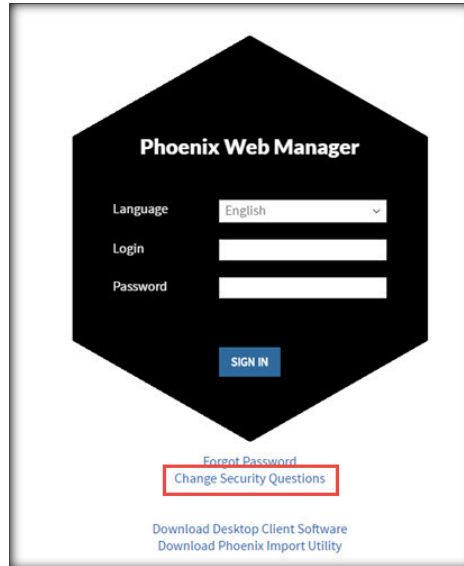 Phoenix Web Manager
Language English
Login
Password
SIGN IN
Forgot Password
Change Security Questions
Download Desktop Client Software
Download Phoenix Import Utility